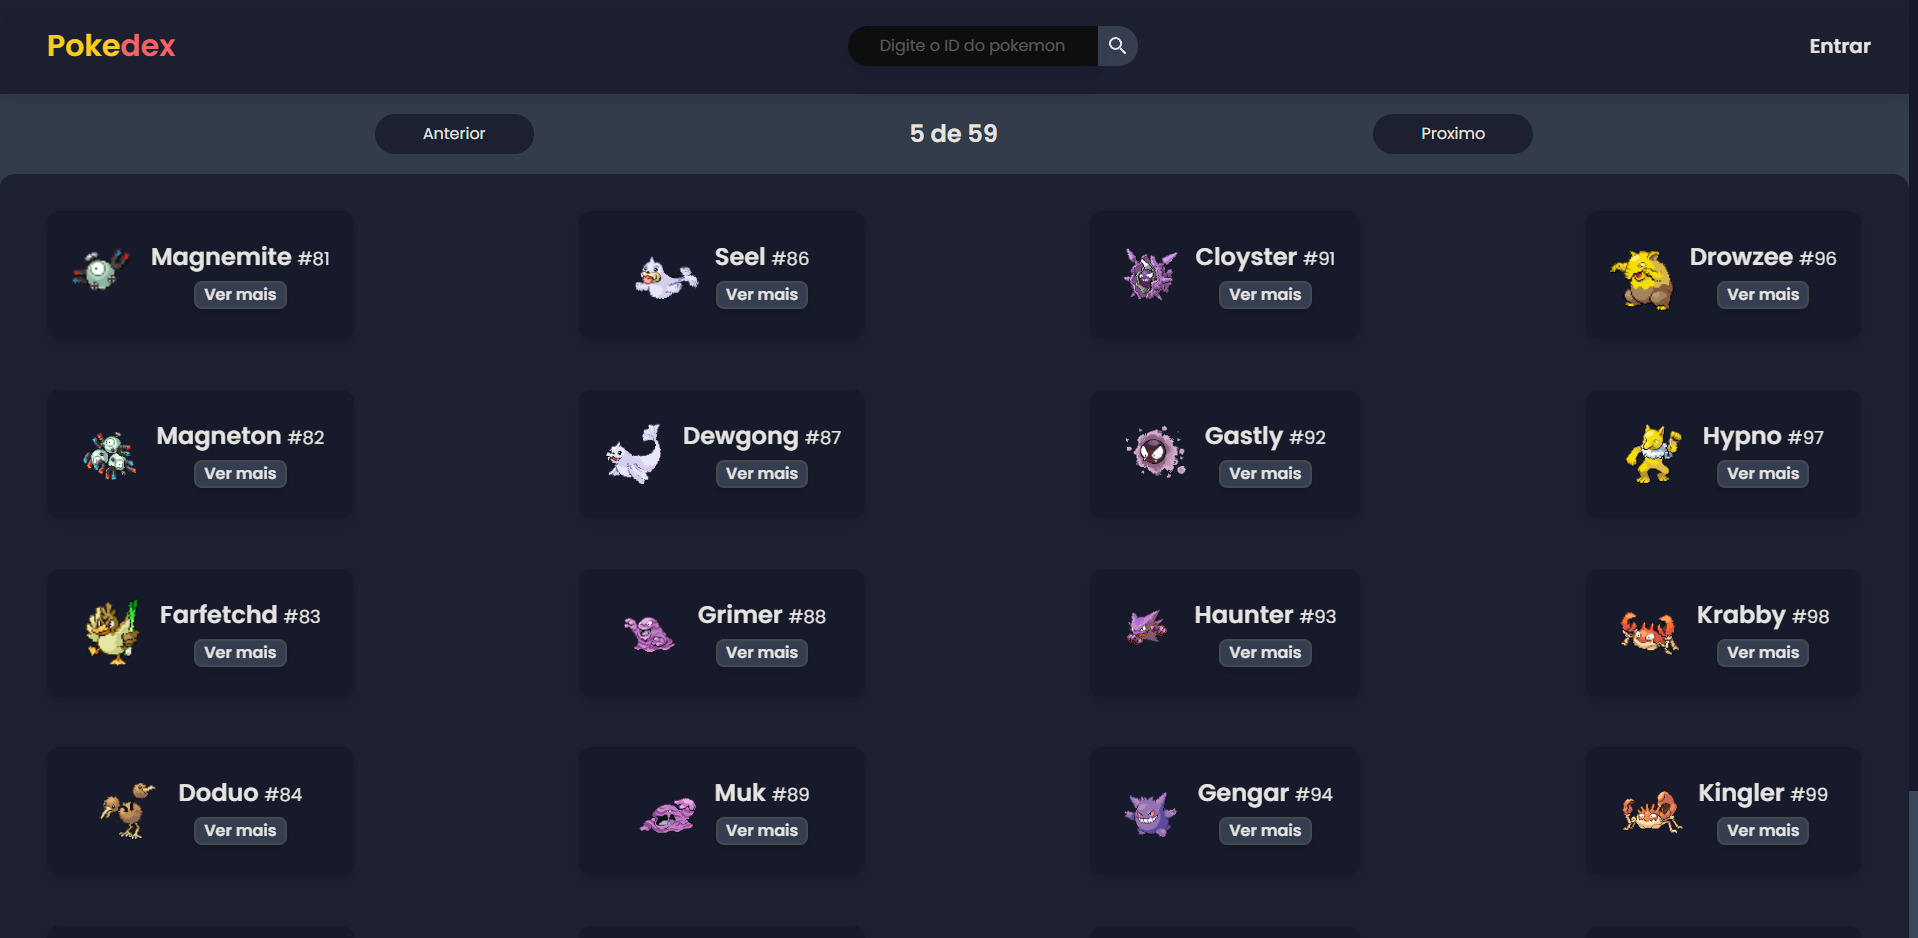 Pokedex
Digite o ID do pokemon
Entrar
Anterior
5 de 59
Proximo
Magnemite #81
Ver mais
Seel #86
Ver mais
Cloyster #91
Ver mais
Drowzee #96
Ver mais
Magneton #82
Ver mais
Dewgong #87
Ver mais
Gastly #92
Ver mais
Hypno #97
Ver mais
Farfetchd #83
Ver mais
Grimer #88
Ver mais
Haunter #93
Ver mais
Krabby #98
Ver mais
Doduo #84
Ver mais
Muk #89
Ver mais
Gengar #94
Ver mais
Kingler #99
Ver mais